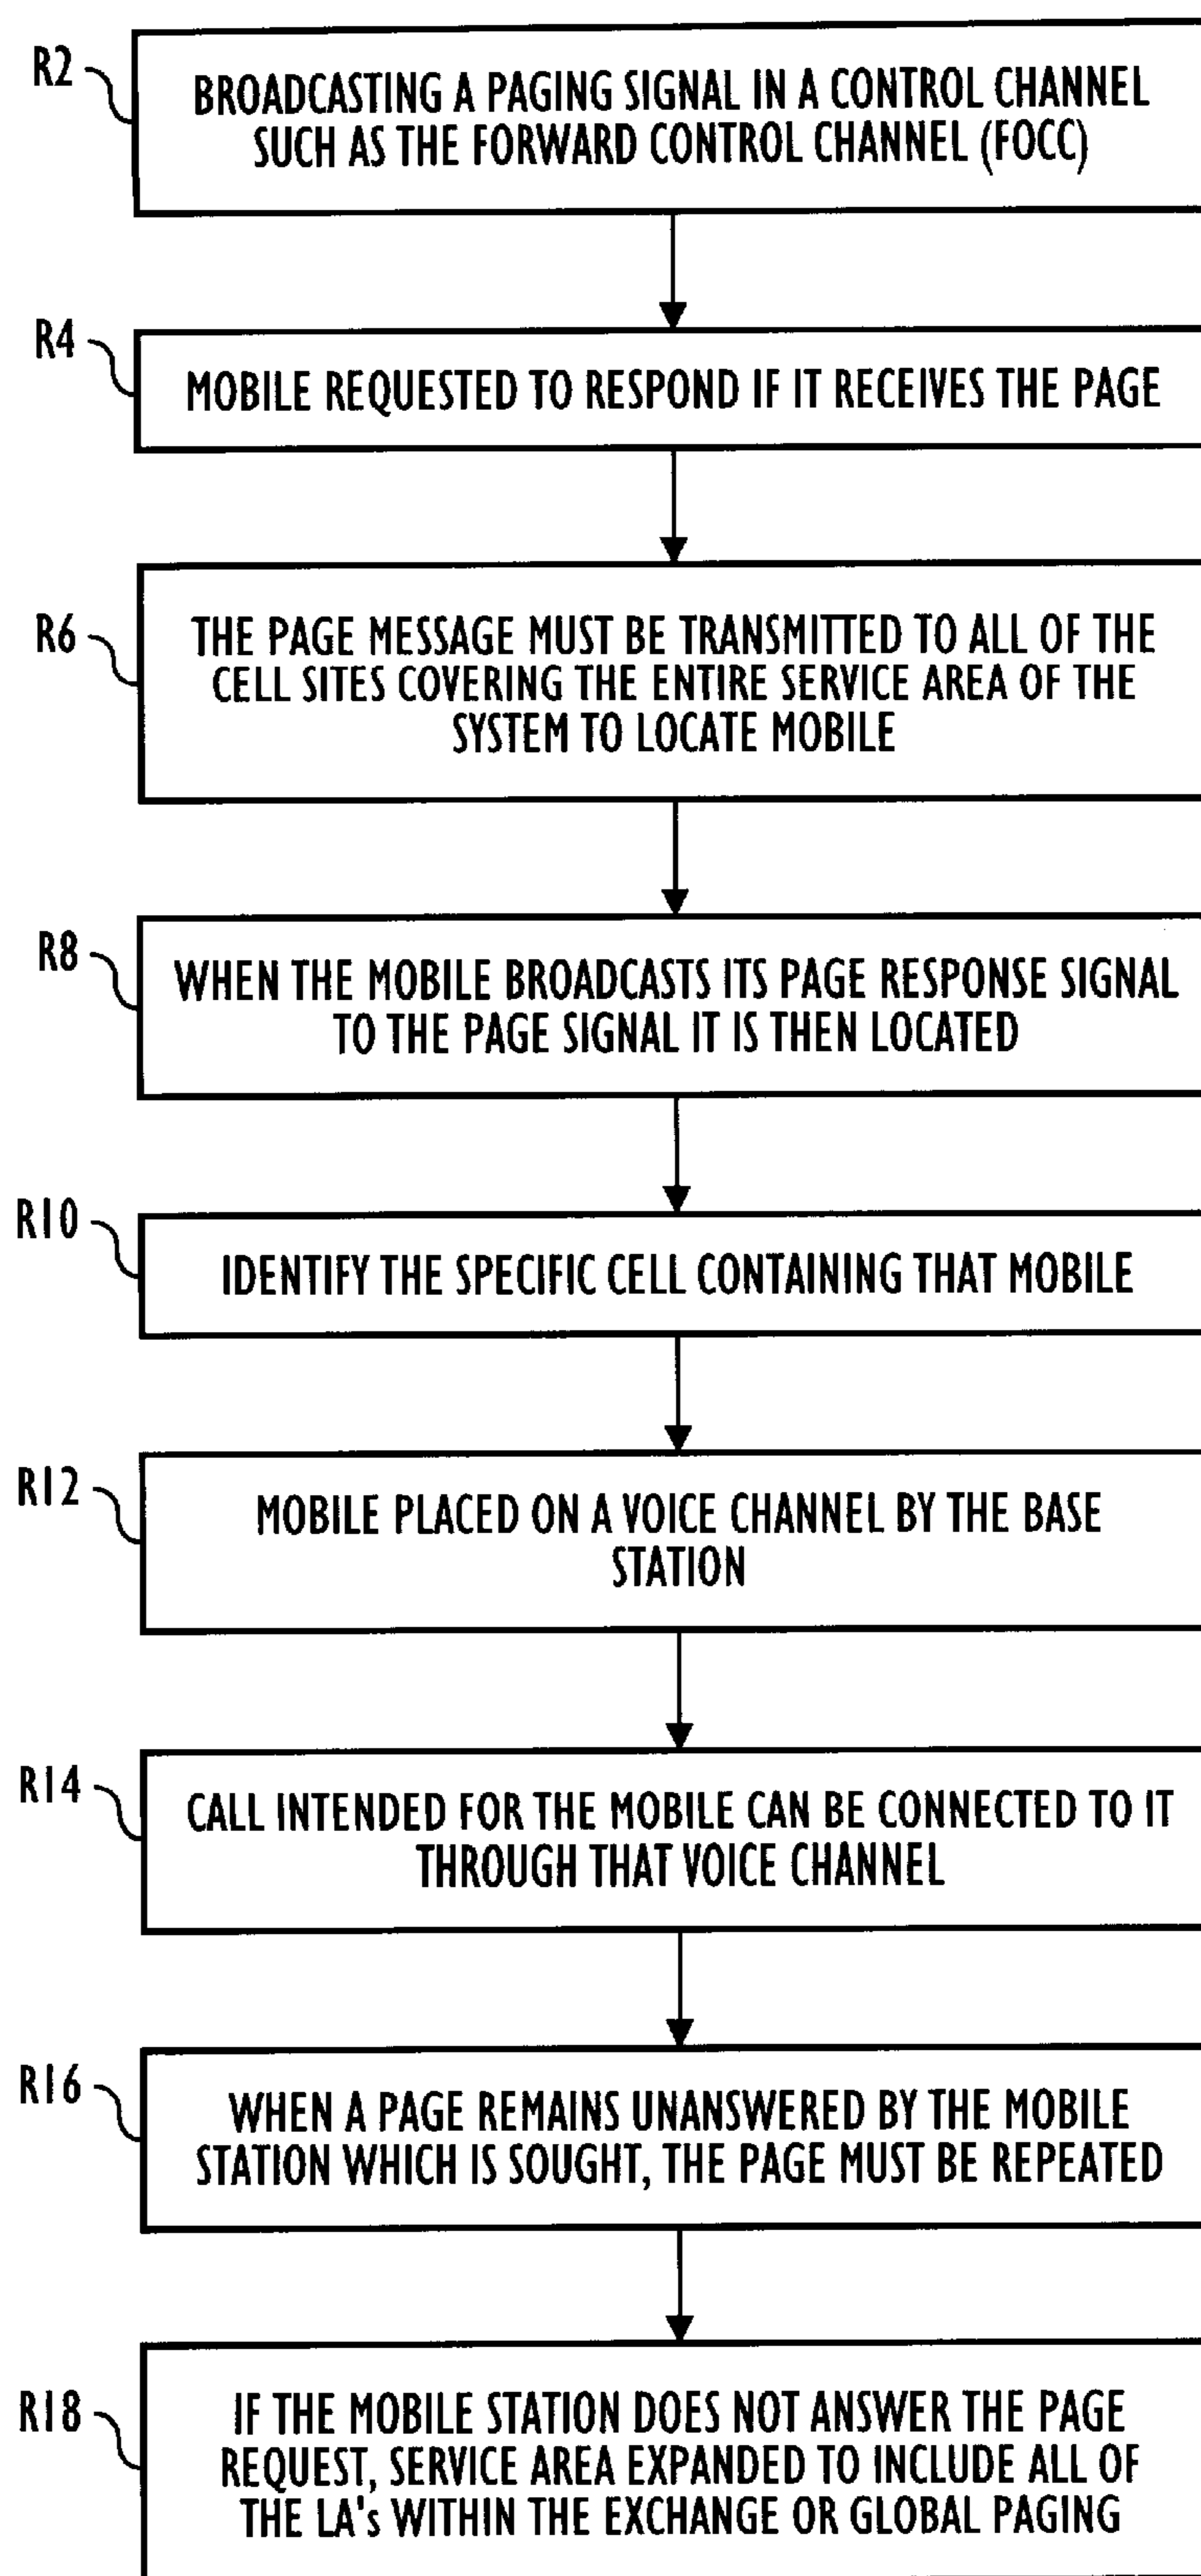 R2
BROADCASTING A PAGING SIGNAL IN A CONTROL CHANNEL
SUCH AS THE FORWARD CONTROL CHANNEL (FOCC)
R4
MOBILE REQUESTED TO RESPOND IF IT RECEIVES THE PAGE
R6
THE PAGE MESSAGE MUST BE TRANSMITTED TO ALL OF THE
CELL SITES COVERING THE ENTIRE SERVICE AREA OF THE
SYSTEM TO LOCATE MOBILE
R8
WHEN THE MOBILE BROADCASTS ITS PAGE RESPONSE SIGNAL
TO THE PAGE SIGNAL IT IS THEN LOCATED
R10
IDENTIFY THE SPECIFIC CELL CONTAINING THAT MOBILE
R12
MOBILE PLACED ON A VOICE CHANNEL BY THE BASE
STATION
R14
CALL INTENDED FOR THE MOBILE CAN BE CONNECTED TO IT
THROUGH THAT VOICE CHANNEL
R16
WHEN A PAGE REMAINS UNANSWERED BY THE MOBILE
STATION WHICH IS SOUGHT, THE PAGE MUST BE REPEATED
R18
IF THE MOBILE STATION DOES NOT ANSWER THE PAGE
REQUEST, SERVICE AREA EXPANDED TO INCLUDE ALL OF
THE LA's WITHIN THE EXCHANGE OR GLOBAL PAGING